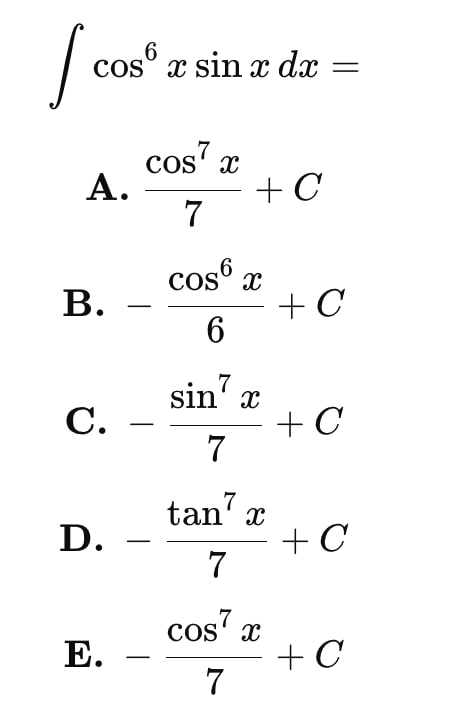 ∫ cos⁶ x sin x dx =
A. cos⁷ x / 7 + C
B. − cos⁶ x / 6 + C
C. − sin⁷ x / 7 + C
D. − tan⁷ x / 7 + C
E. − cos⁷ x / 7 + C